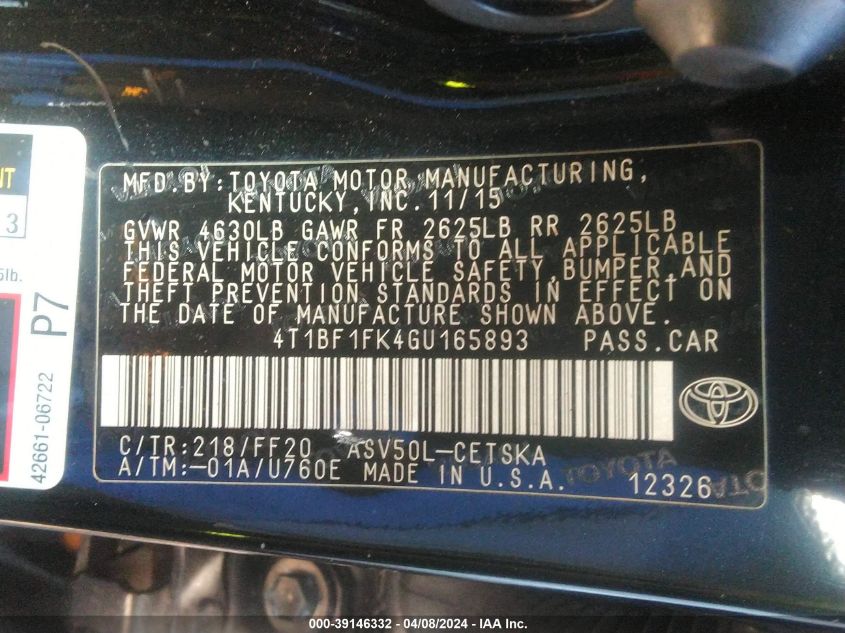 MFD.BY:TOYOTA MOTOR MANUFACTURING,
KENTUCKY,INC.11/15
GVWR 4630LB GAWR FR 2625LB RR 2625LB
THIS VEHICLE CONFORMS TO ALL APPLICABLE
FEDERAL MOTOR VEHICLE SAFETY,BUMPER,AND
THEFT PREVENTION STANDARDS IN EFFECT ON
THE DATE OF MANUFACTURE SHOWN ABOVE.
4T1BF1FK4GU165893 PASS.CAR
C/TR:218/FF20 ASV50L-CETSKA
A/TM:-01A/U760E MADE IN U.S.A.
12326
TOYOTA
3
lb.
P7
42661-06722
000-39146332 - 04/08/2024 - IAA Inc.